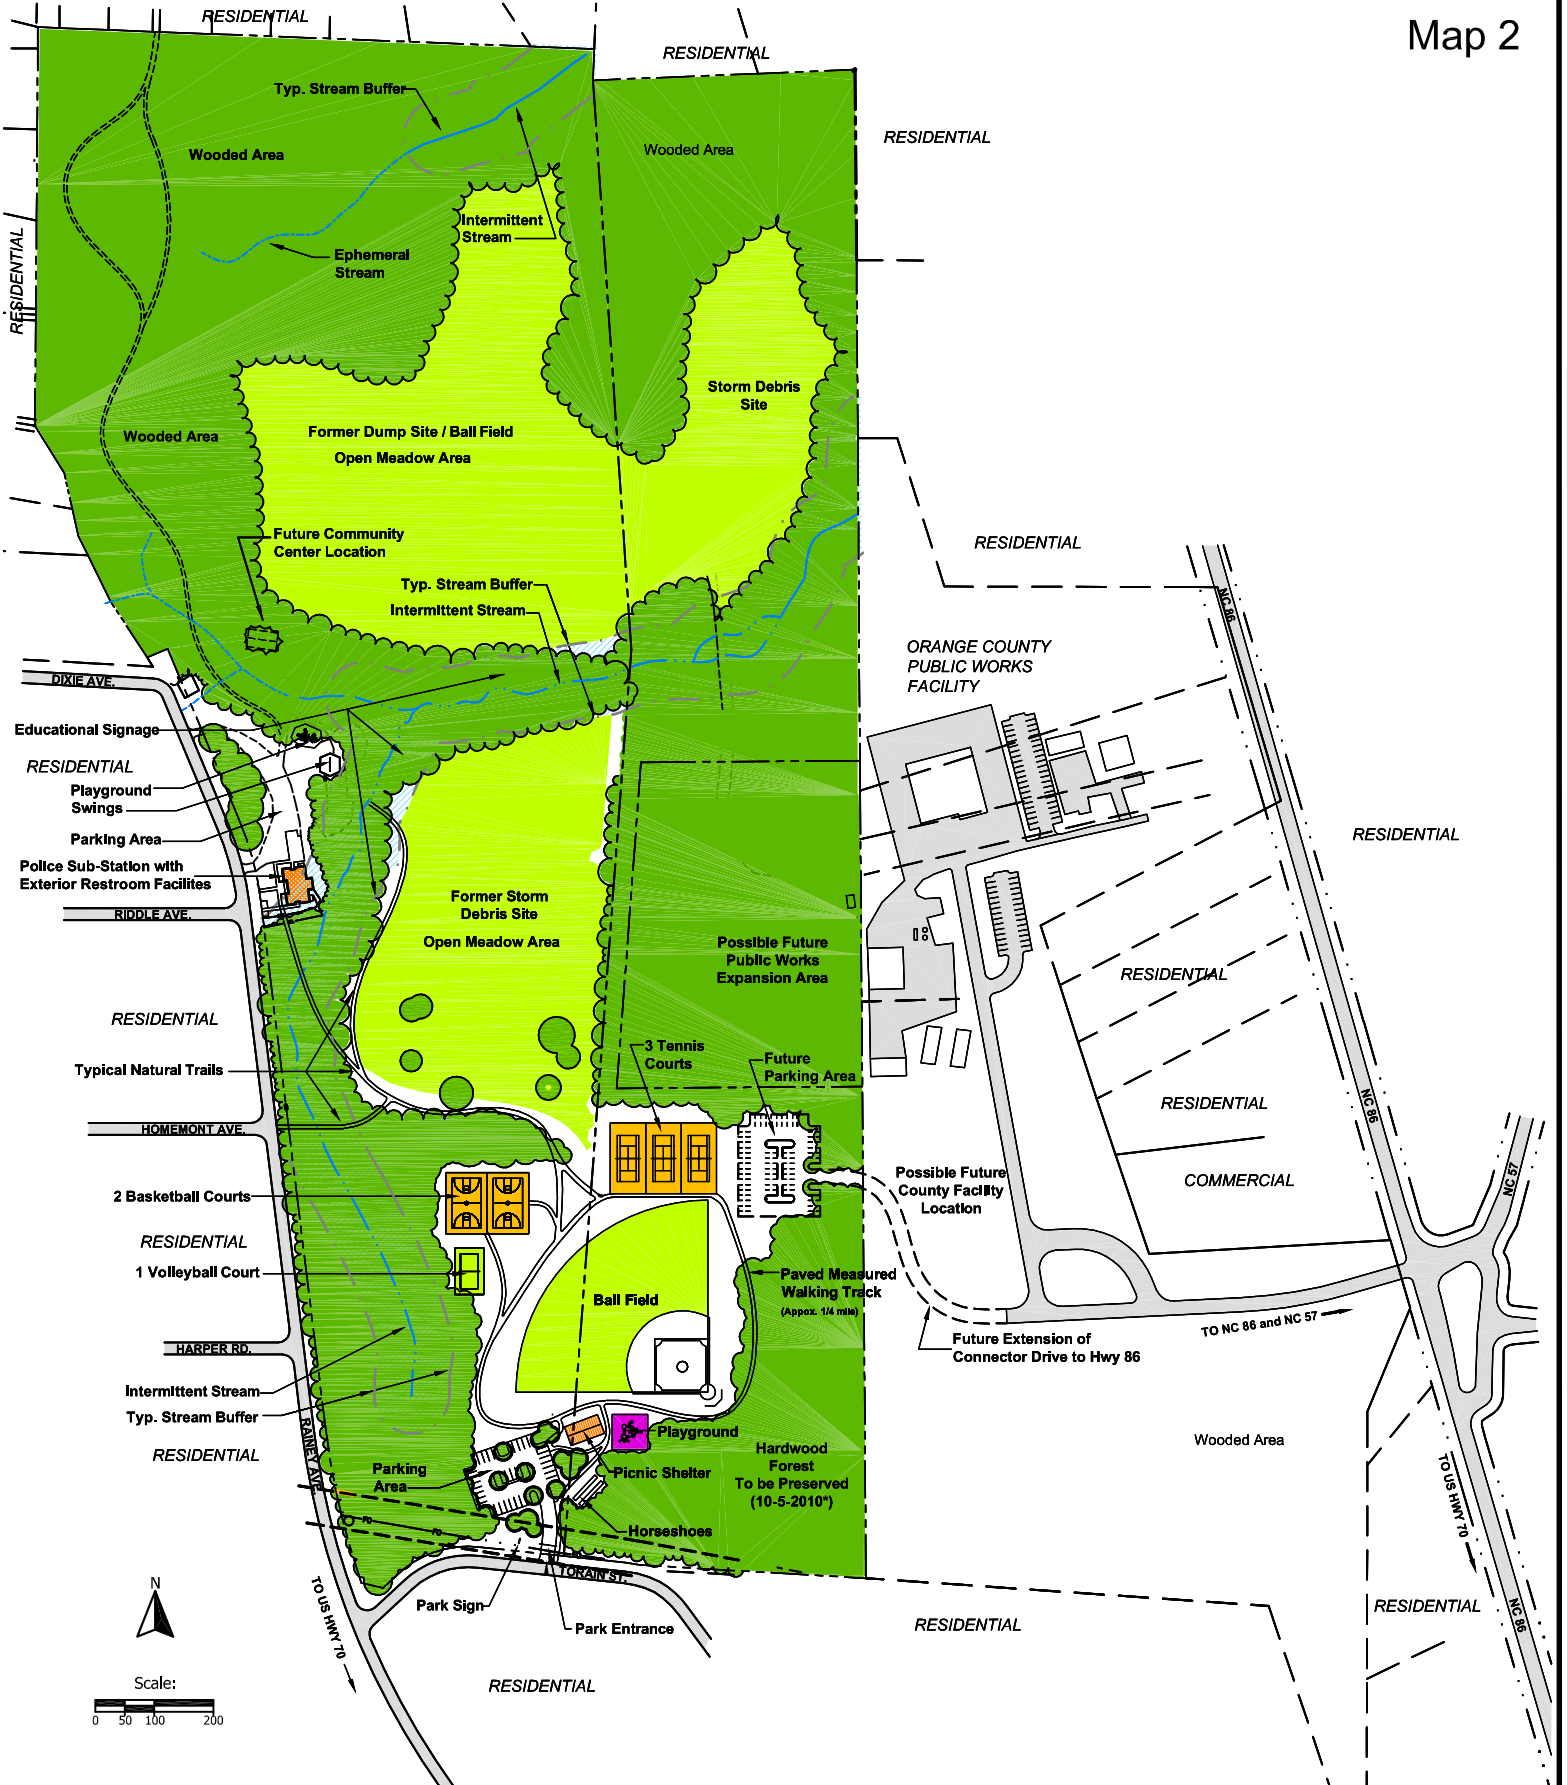 Map 2
RESIDENTIAL
RESIDENTIAL
Typ. Stream Buffer
RESIDENTIAL
Wooded Area
Wooded Area
Intermittent
Stream
Ephemeral
Stream
RESIDENTIAL
Storm Debris
Site
Wooded Area
Former Dump Site / Ball Field
Open Meadow Area
Future Community
Center Location
RESIDENTIAL
Typ. Stream Buffer
Intermittent Stream
NC 86
ORANGE COUNTY
PUBLIC WORKS
FACILITY
DIXIE AVE.
Educational Signage
RESIDENTIAL
Playground
Swings
Parking Area
RESIDENTIAL
Police Sub-Station with
Exterior Restroom Facilites
RIDDLE AVE.
Former Storm
Debris Site
Open Meadow Area
Possible Future
Public Works
Expansion Area
RESIDENTIAL
RESIDENTIAL
3 Tennis
Courts
Future
Parking Area
Typical Natural Trails
RESIDENTIAL
NC 86
HOMEMONT AVE.
Possible Future
County Facility
Location
COMMERCIAL
NC 57
2 Basketball Courts
RESIDENTIAL
1 Volleyball Court
Ball Field
Paved Measured
Walking Track
(Appox. 1/4 mile)
TO NC 86 and NC 57
Future Extension of
Connector Drive to Hwy 86
HARPER RD.
Intermittent Stream
Typ. Stream Buffer
RAINEY AVE.
RESIDENTIAL
Playground
Hardwood
Forest
To be Preserved
(10-5-2010*)
Wooded Area
Parking
Area
Picnic Shelter
TO US HWY 70
Horseshoes
PD
PD
TORAIN ST.
N
TO US HWY 70
Park Sign
Park Entrance
RESIDENTIAL
RESIDENTIAL
NC 86
RESIDENTIAL
Scale:
0 50 100 200